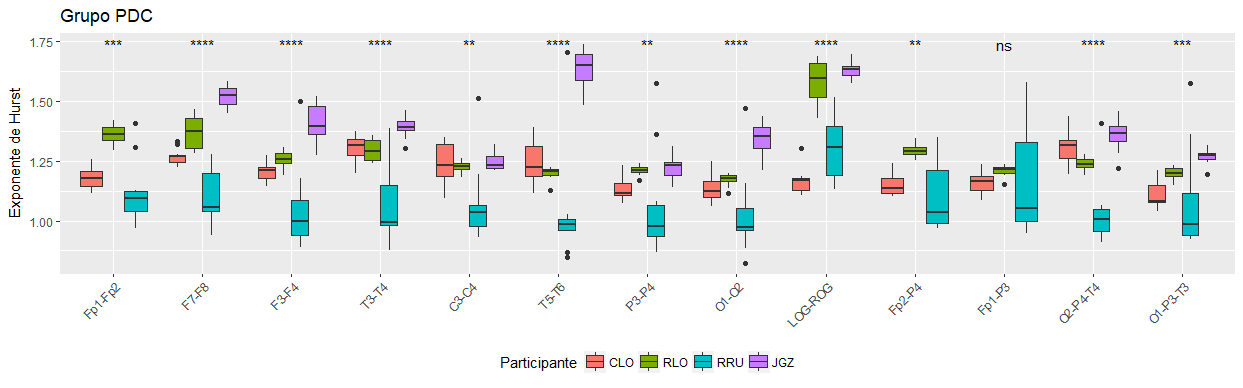 Grupo PDC
*** **** **** **** ** **** ** **** **** ** ns **** ***
1.75
1.50
1.25
1.00
Exponente de Hurst
Fp1-Fp2 F7-F8 F3-F4 T3-T4 C3-C4 T5-T6 P3-P4 O1-O2 LOG-ROG Fp2-P4 Fp1-P3 O2-P4-T4 O1-P3-T3
Participante CLO RLO RRU JGZ